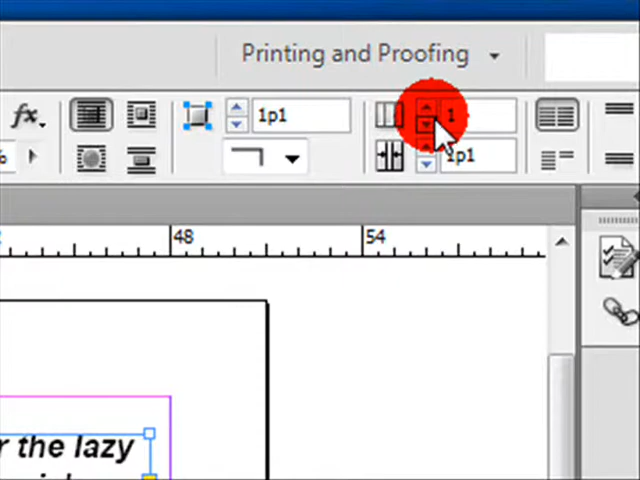 Printing and Proofing
fx.
1p1
1
%
1p1
48
54
r the lazy